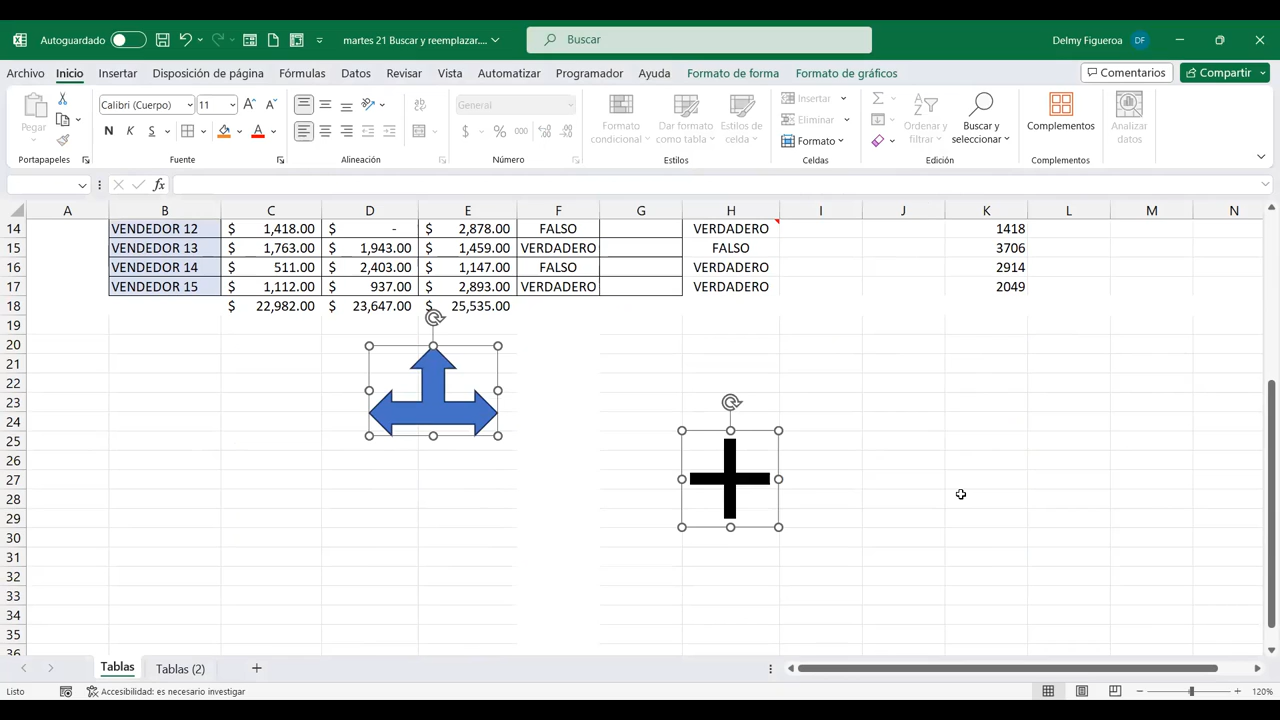 Autoguardado
martes 21 Buscar y reemplazar....
Buscar
Delmy Figueroa
DF
Archivo Inicio Insertar Disposición de página Fórmulas Datos Revisar Vista Automatizar Programador Ayuda Formato de forma Formato de gráficos
Comentarios
Compartir
Pegar
Calibri (Cuerpo) 11
N K S
General
$ % 000
Formato condicional
Dar formato como tabla
Estilos de celda
Insertar
Eliminar
Formato
Ordenar y filtrar
Buscar y seleccionar
Complementos
Analizar datos
Portapapeles Fuente Alineación Número Estilos Celdas Edición Complementos
fx
A B C D E F G H I J K L M N
14 VENDEDOR 12 $ 1,418.00 $ - $ 2,878.00 FALSO VERDADERO 1418
15 VENDEDOR 13 $ 1,763.00 $ 1,943.00 $ 1,459.00 VERDADERO FALSO 3706
16 VENDEDOR 14 $ 511.00 $ 2,403.00 $ 1,147.00 FALSO VERDADERO 2914
17 VENDEDOR 15 $ 1,112.00 $ 937.00 $ 2,893.00 VERDADERO VERDADERO 2049
18 $ 22,982.00 $ 23,647.00 $ 25,535.00
19
20
21
22
23
24
25
26
27
28
29
30
31
32
33
34
35
36
Tablas Tablas (2)
Listo
Accesibilidad: es necesario investigar
120%